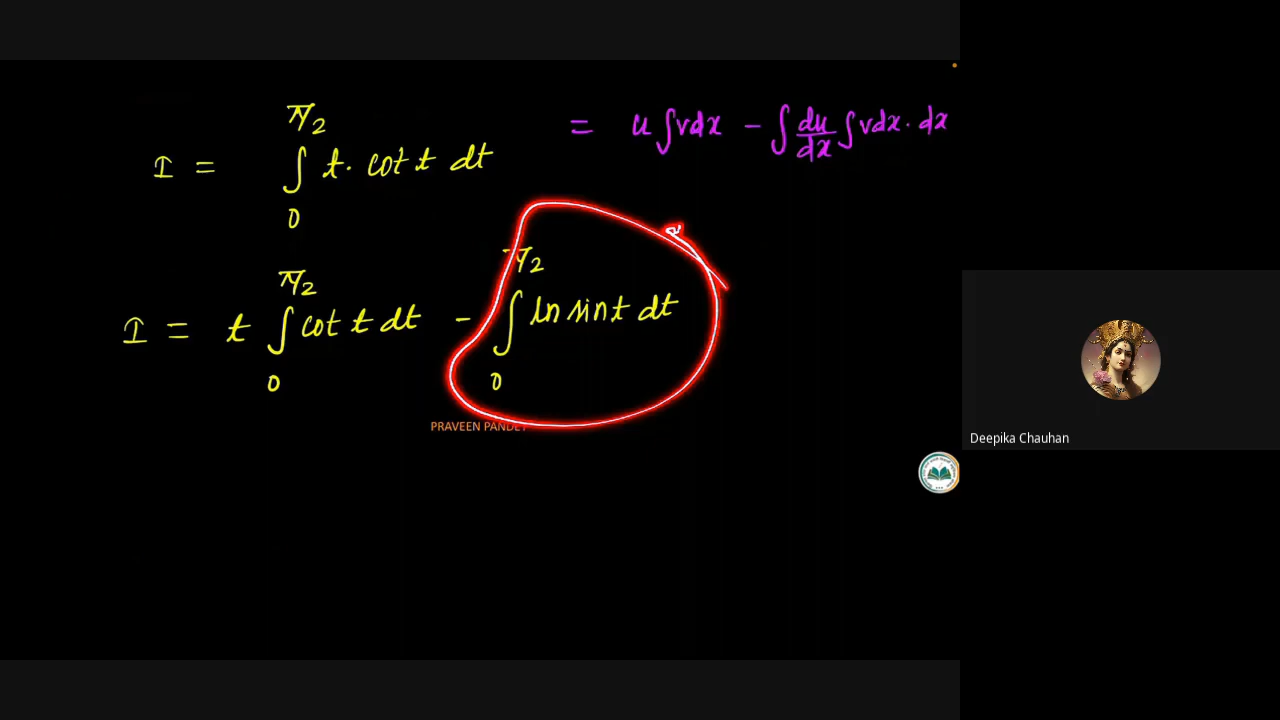 I = ∫₀^{π/2} t · cot t dt
= u∫vdx − ∫ du/dx ∫vdx · dx
I = t ∫₀^{π/2} cot t dt − ∫₀^{π/2} ln sin t dt
PRAVEEN PANDEY
Deepika Chauhan